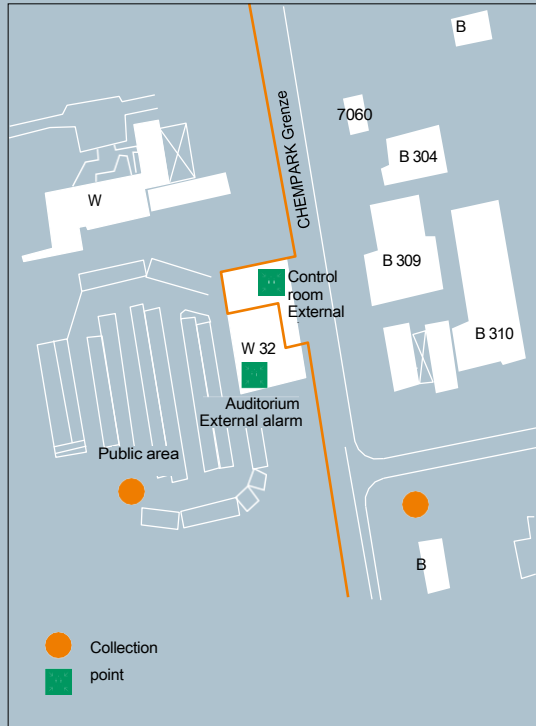 B
7060
CHEMPARK Grenze
B 304
W
B 309
Control
room
External
B 310
W 32
Auditorium
External alarm
Public area
B
Collection
point